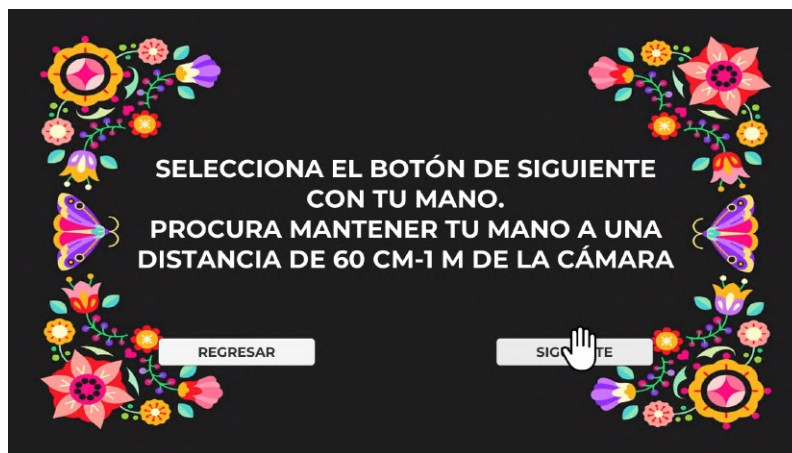 SELECCIONA EL BOTÓN DE SIGUIENTE
CON TU MANO.
PROCURA MANTENER TU MANO A UNA
DISTANCIA DE 60 CM-1 M DE LA CÁMARA
REGRESAR